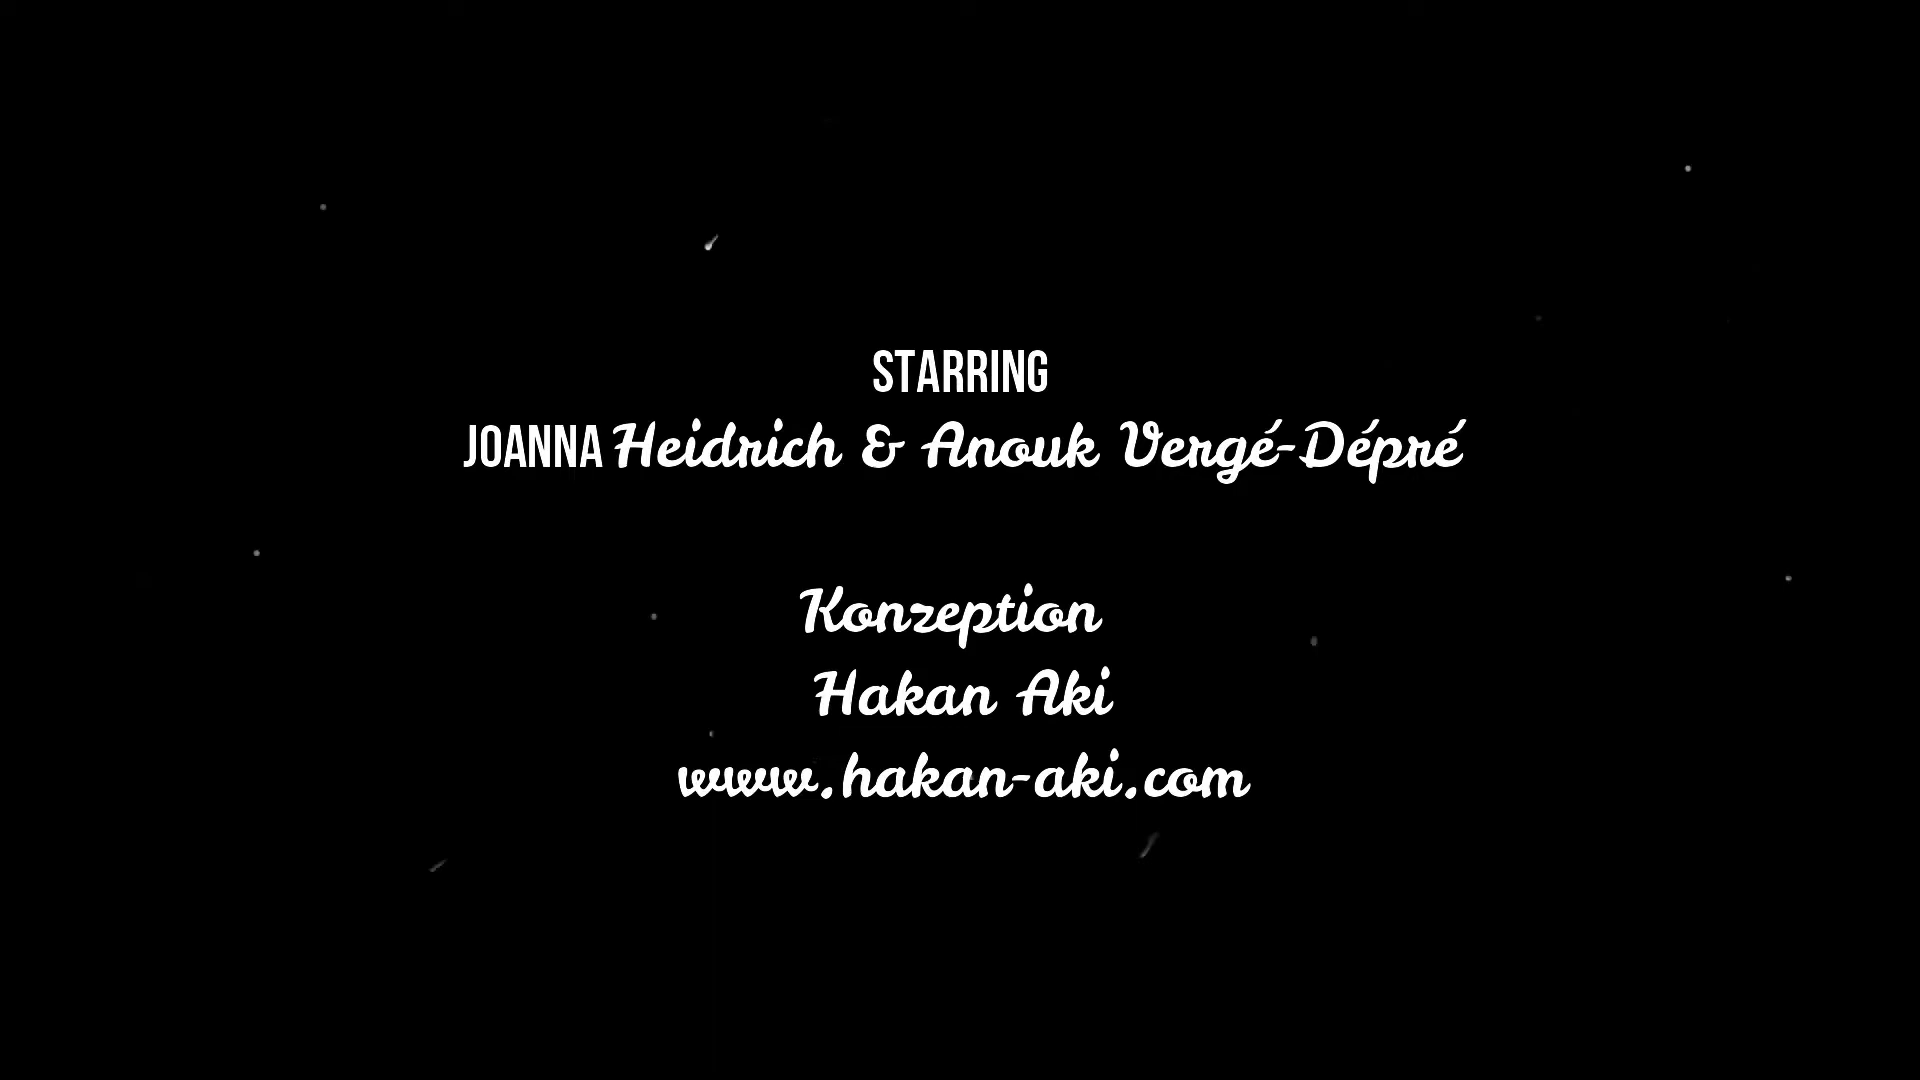 STARRING
JOANNA Heidrich & Anouk Vergé-Dépré
Konzeption
Hakan Aki
www.hakan-aki.com